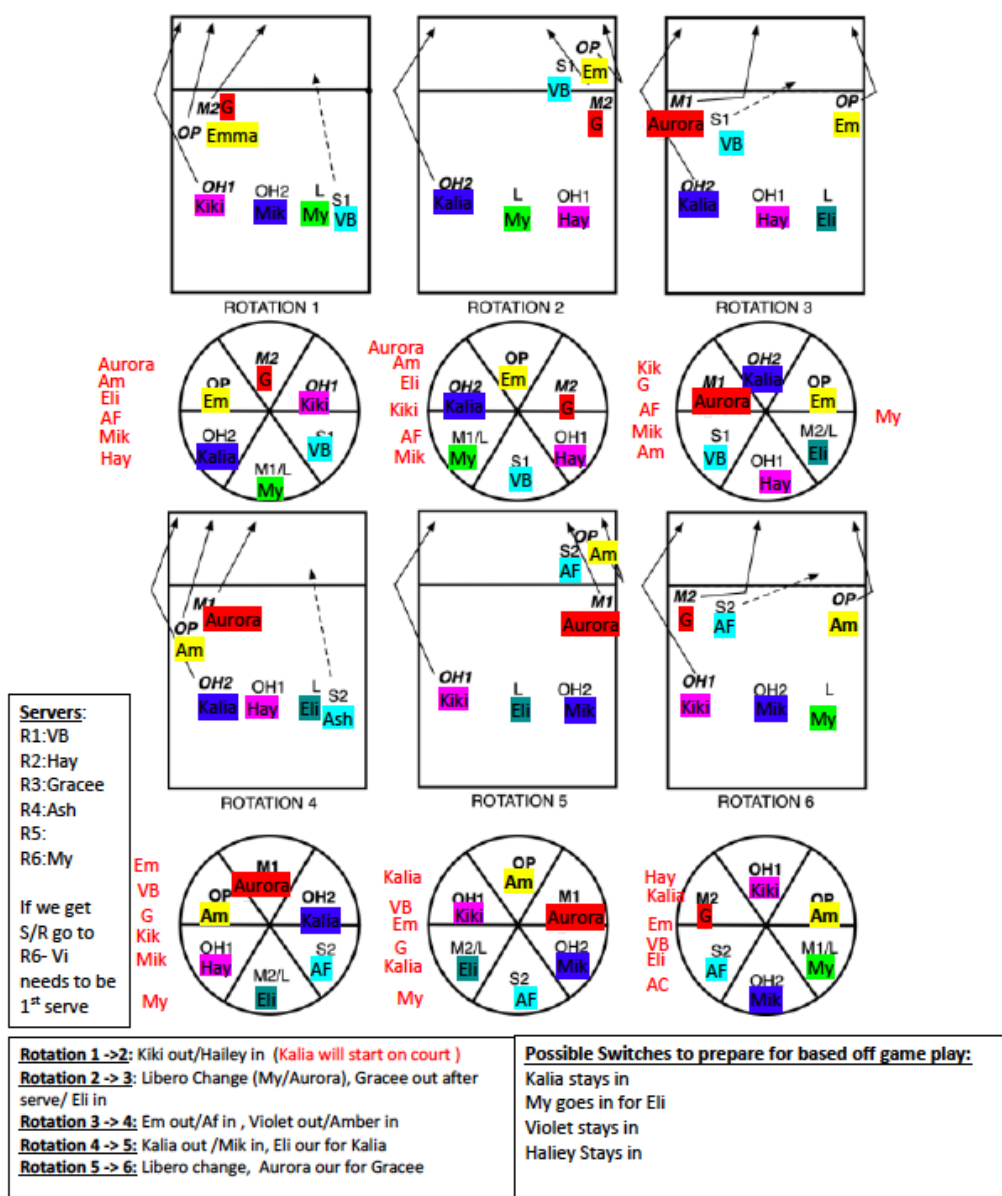 OP
S1 Em
VB
M2 G
M2
G
OP Emma
M1
Aurora
S1
VB
OP
Em
OH1 OH2 L S1
Kiki Mik My VB
OH2 L OH1
Kalia My Hay
OH2 OH1 L
Kalia Hay Eli
ROTATION 1
ROTATION 2
ROTATION 3
Aurora
Am
Eli
AF
Mik
Hay
M2
G
OP
Em
OH1
Kiki
OH2
Kalia
S1
VB
M1/L
My
Aurora
Am
Eli
Kiki
AF
Mik
OP
Em
OH2
Kalia
M2
G
M1/L
My
OH1
Hay
S1
VB
Kik
G
AF
Mik
Am
OH2
Kalia
M1
Aurora
OP
Em
S1
VB
M2/L
Eli
OH1
Hay
My
M1
Aurora
OP
Am
OH2 OH1 L S2
Kalia Hay Eli Ash
OP
S2 Am
AF
M1
Aurora
OH1 L OH2
Kiki Eli Mik
M2 S2 OP
G AF Am
OH1 OH2 L
Kiki Mik My
ROTATION 4
ROTATION 5
ROTATION 6
Servers:
R1:VB
R2:Hay
R3:Gracee
R4:Ash
R5:
R6:My
If we get
S/R go to
R6- Vi
needs to be
1st serve
Em
VB
G
Kik
Mik
My
M1
Aurora
OP
Am
OH2
Kalia
OH1
Hay
S2
AF
M2/L
Eli
Kalia
VB
Em
G
Kalia
My
OP
Am
OH1
Kiki
M1
Aurora
M2/L
Eli
OH2
Mik
S2
AF
Hay
Kalia
Em
VB
Eli
AC
OH1
Kiki
M2
G
OP
Am
S2
AF
M1/L
My
OH2
Mik
Rotation 1 ->2: Kiki out/Hailey in (Kalia will start on court )
Rotation 2 -> 3: Libero Change (My/Aurora), Gracee out after
serve/ Eli in
Rotation 3 -> 4: Em out/Af in , Violet out/Amber in
Rotation 4 -> 5: Kalia out /Mik in, Eli our for Kalia
Rotation 5 -> 6: Libero change, Aurora our for Gracee
Possible Switches to prepare for based off game play:
Kalia stays in
My goes in for Eli
Violet stays in
Haliey Stays in